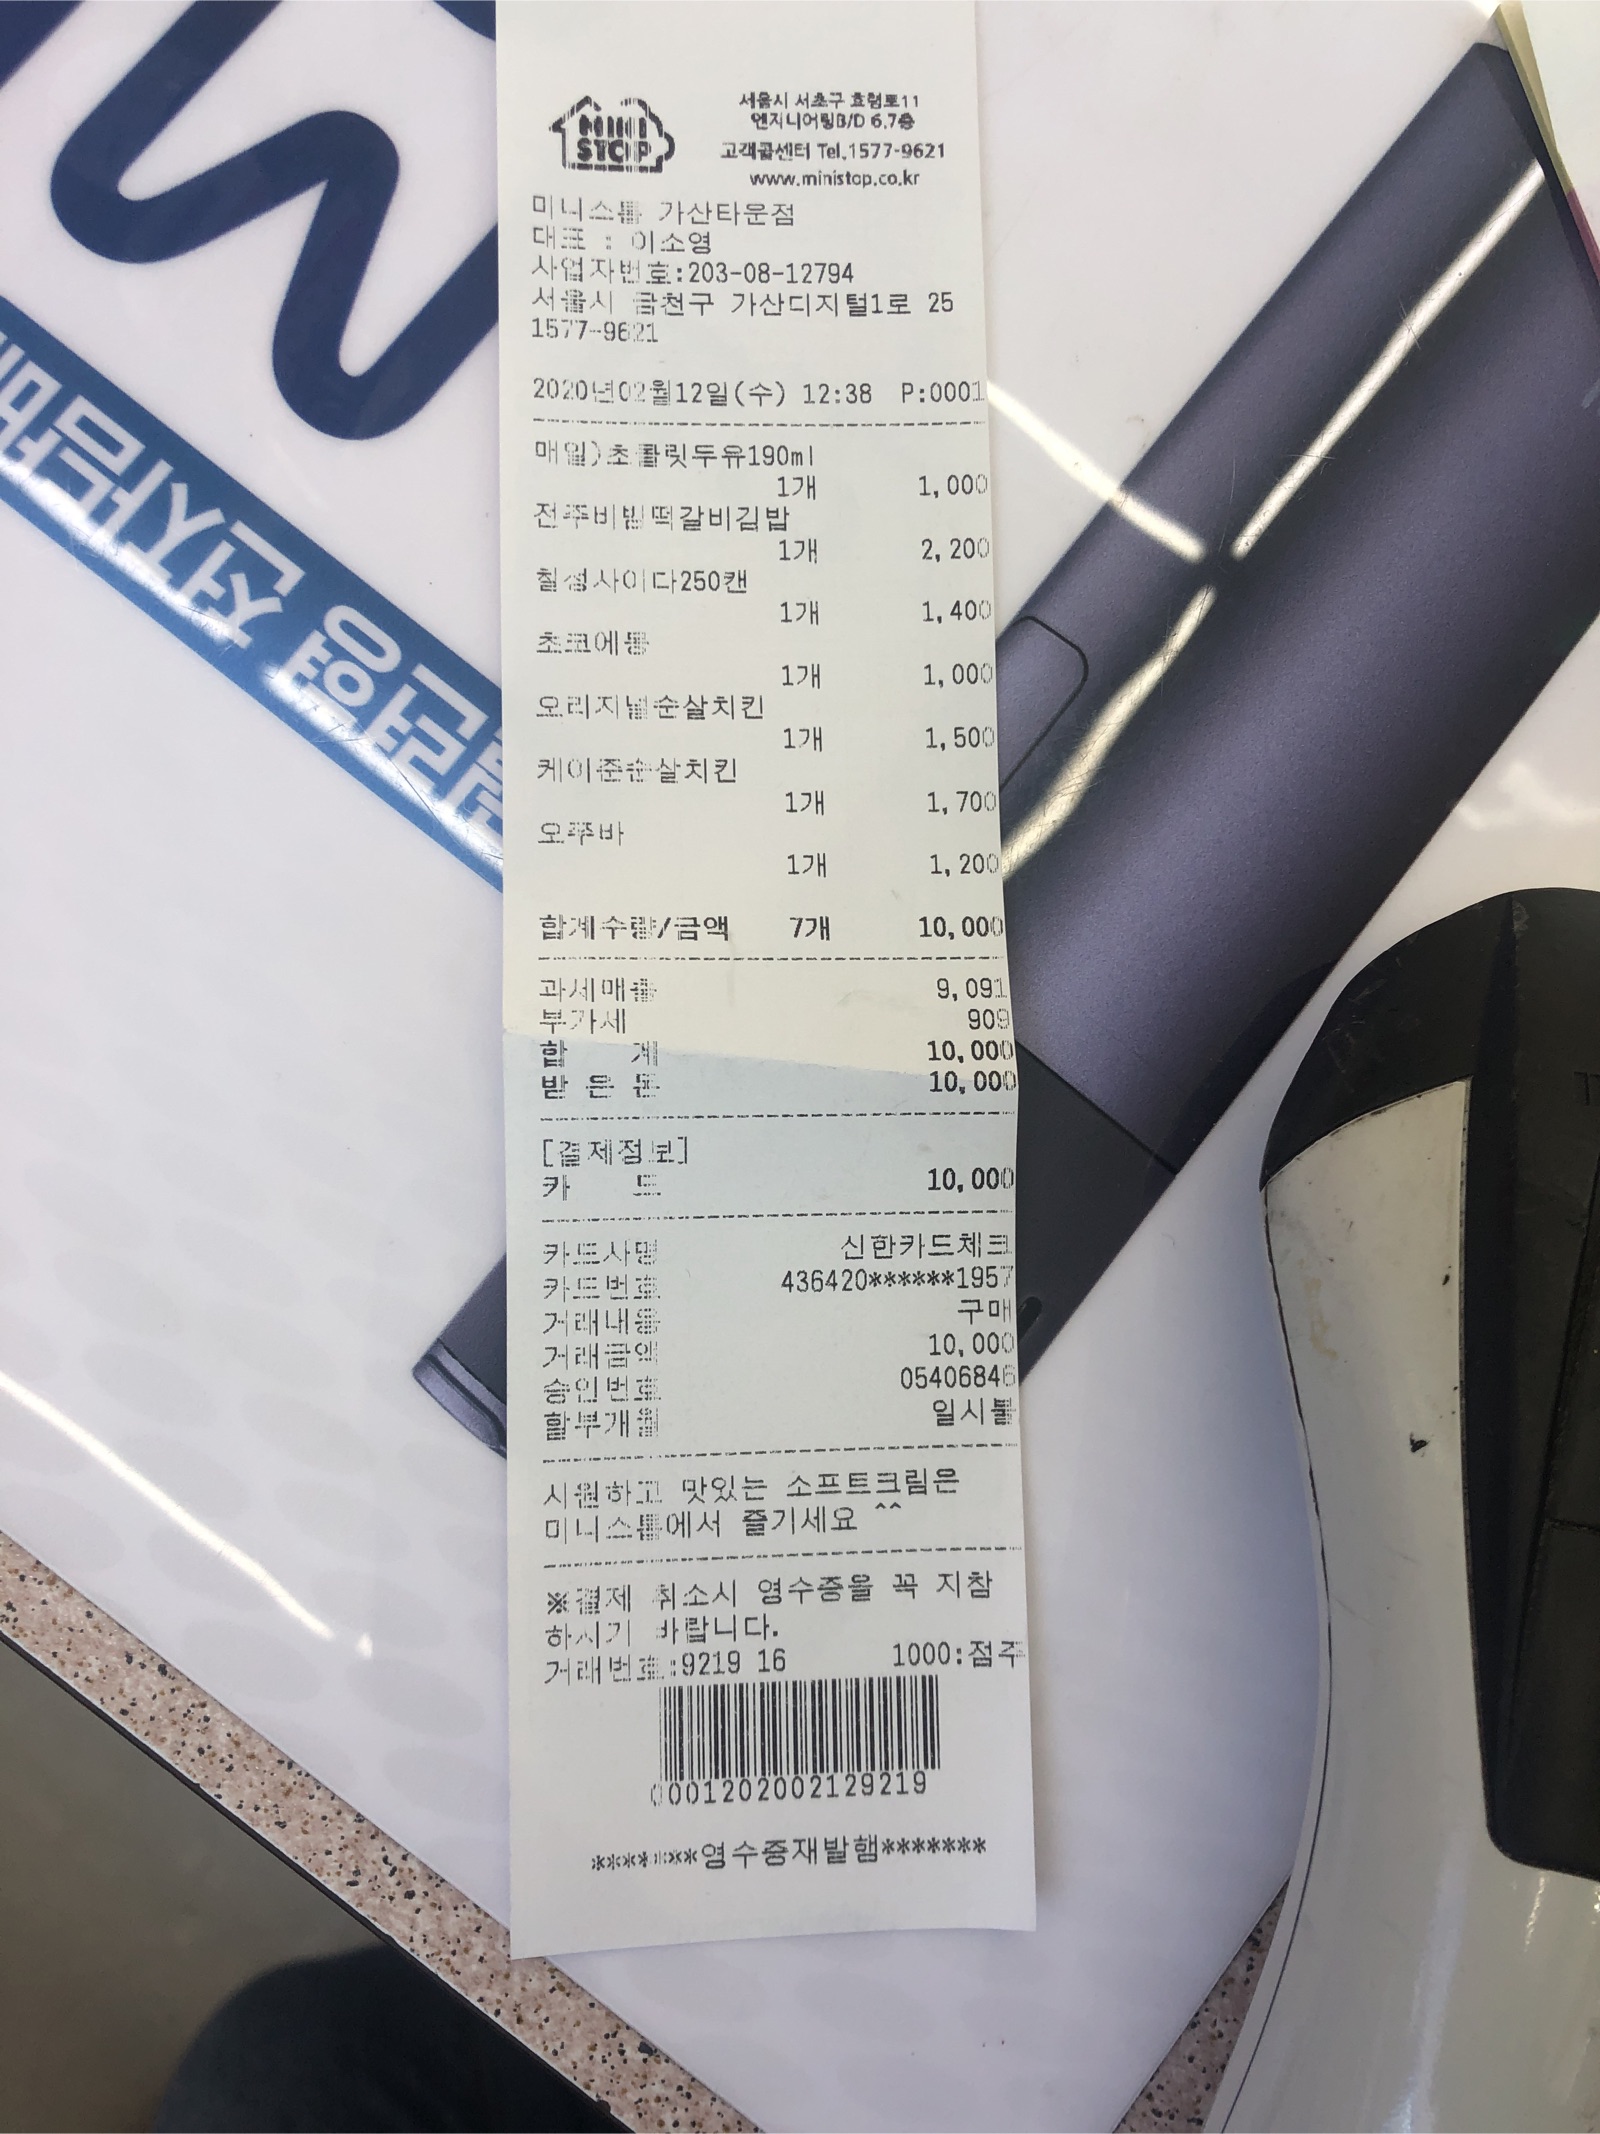 MINI STOP
서울시 서초구 효령로11
엔지니어링B/D 6,7층
고객콜센터 Tel.1577-9621
www.ministop.co.kr
미니스톱 가산타운점
대표 : 이소영
사업자번호:203-08-12794
서울시 금천구 가산디지털1로 25
1577-9621
2020년02월12일(수) 12:38 P:0001
매일)초콜릿두유190ml
1개 1,000
전주비빔떡갈비김밥
1개 2,200
칠성사이다250캔
1개 1,400
초코에몽
1개 1,000
오리지널순살치킨
1개 1,500
케이준순살치킨
1개 1,700
오쭈바
1개 1,200
합계수량/금액 7개 10,000
과세매출 9,091
부가세 909
합 계 10,000
받 은 돈 10,000
[결제정보]
카 드 10,000
카드사명 신한카드체크
카드번호 436420******1957
거래내용 구매
거래금액 10,000
승인번호 05406846
할부개월 일시불
시원하고 맛있는 소프트크림은
미니스톱에서 즐기세요 ^^
※결제 취소시 영수증을 꼭 지참
하시기 바랍니다.
거래번호:9219 16 1000:점주
0001202002129219
*******영수증재발행*******
전자담배